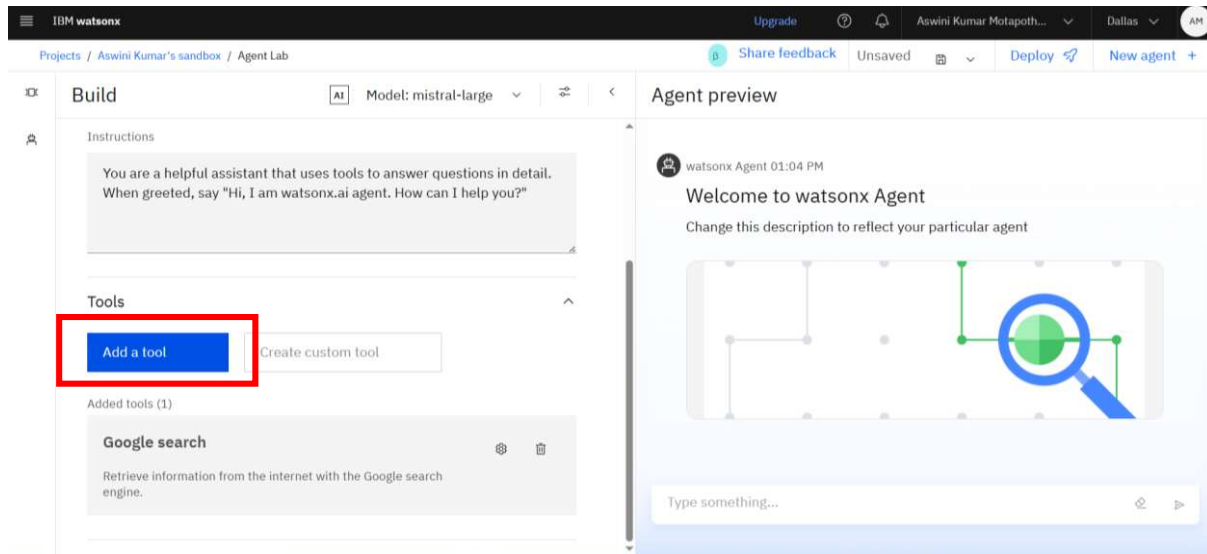 IBM watsonx
Upgrade
Aswini Kumar Motapoth...
Dallas
AM
Projects / Aswini Kumar's sandbox / Agent Lab
β
Share feedback
Unsaved
Deploy
New agent +
Build
AI
Model: mistral-large
Agent preview
Instructions
You are a helpful assistant that uses tools to answer questions in detail.
When greeted, say "Hi, I am watsonx.ai agent. How can I help you?"
Tools
Add a tool
Create custom tool
Added tools (1)
Google search
Retrieve information from the internet with the Google search
engine.
watsonx Agent 01:04 PM
Welcome to watsonx Agent
Change this description to reflect your particular agent
Type something...